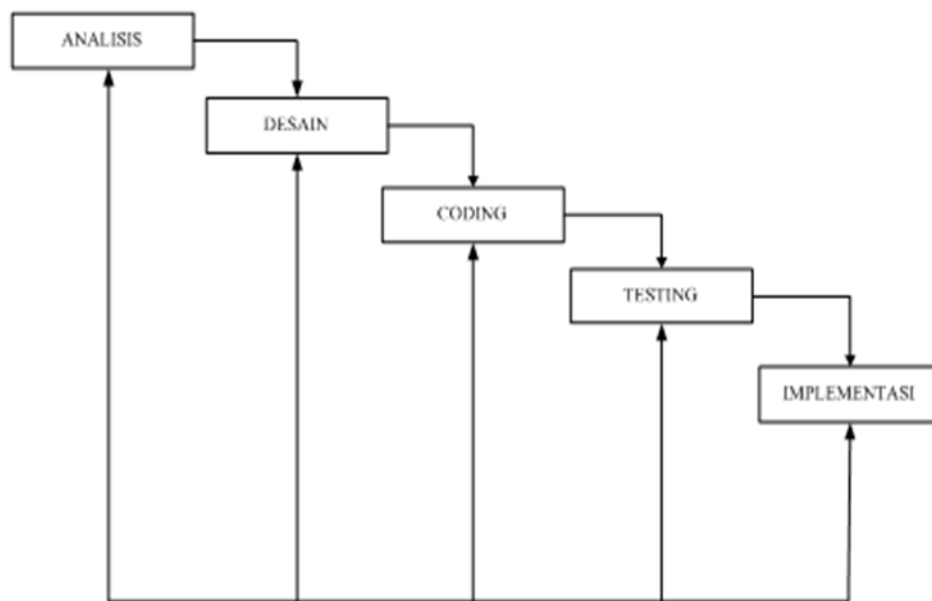 ANALISIS
DESAIN
CODING
TESTING
IMPLEMENTASI